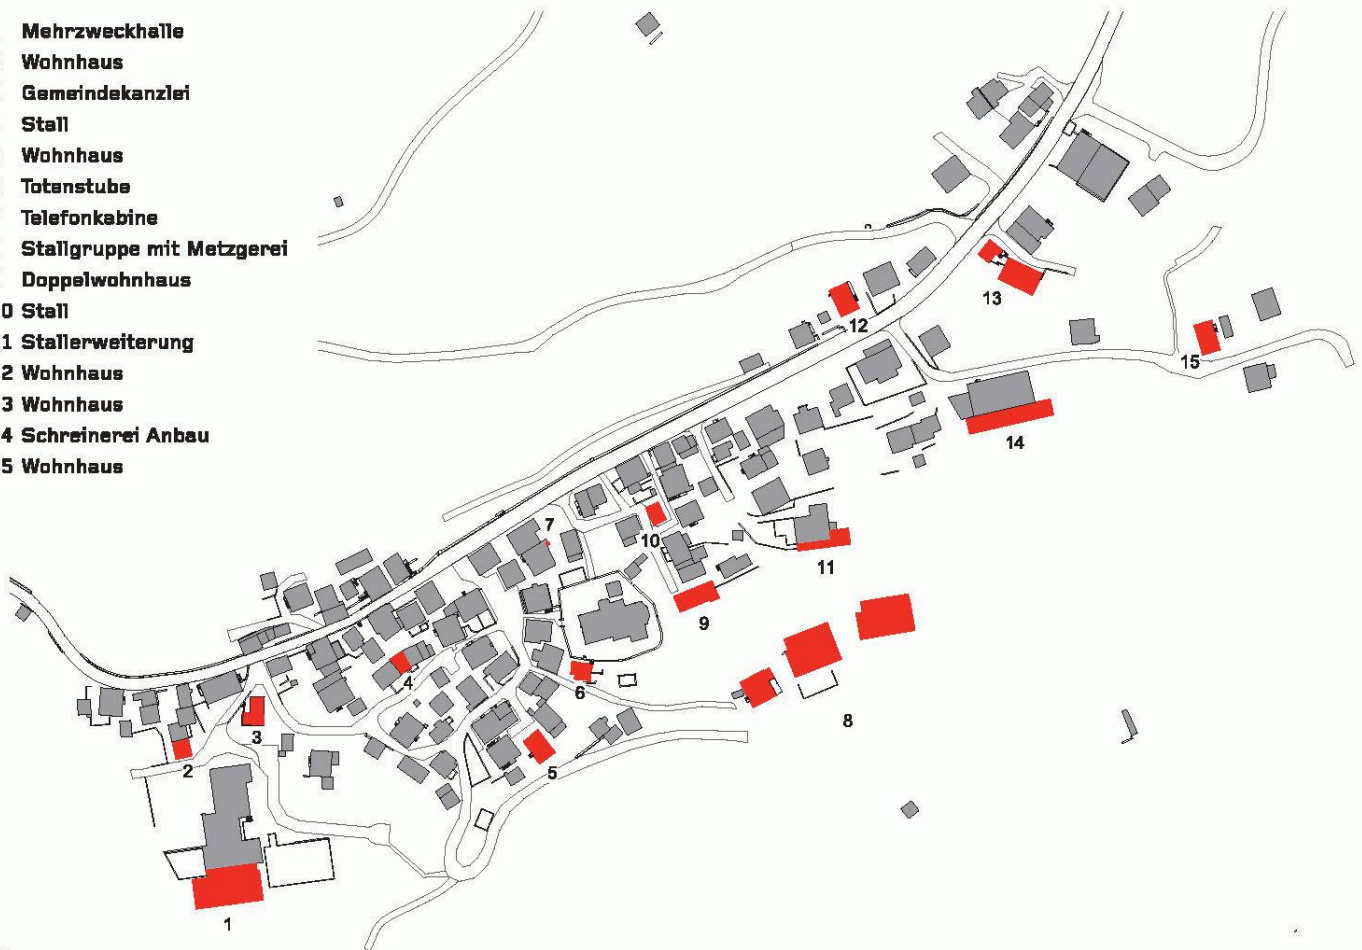 Mehrzweckhalle
Wohnhaus
Gemeindekanzlei
Stall
Wohnhaus
Totenstube
Telefonkabine
Stallgruppe mit Metzgerei
Doppelwohnhaus
0 Stall
1 Stallerweiterung
2 Wohnhaus
3 Wohnhaus
4 Schreinerei Anbau
5 Wohnhaus
13
12
15
14
7
10
11
9
4
6
8
3
2
5
1